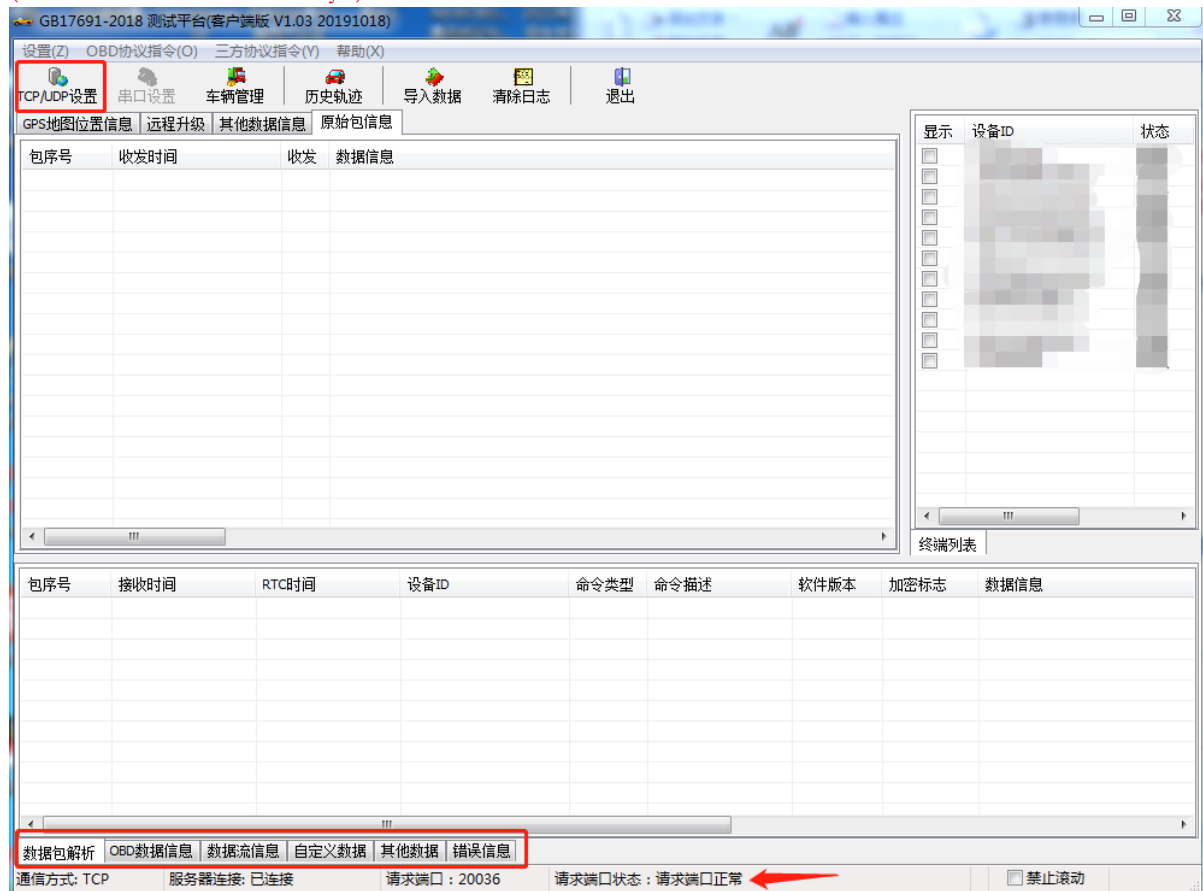 GB17691-2018 测试平台(客户端版 V1.03 20191018)
设置(Z) OBD协议指令(O) 三方协议指令(Y) 帮助(X)
TCP/UDP设置 串口设置 车辆管理 历史轨迹 导入数据 清除日志 退出
GPS地图位置信息 远程升级 其他数据信息 原始包信息
包序号 收发时间 收发 数据信息
显示 设备ID 状态
终端列表
包序号 接收时间 RTC时间 设备ID 命令类型 命令描述 软件版本 加密标志 数据信息
数据包解析 OBD数据信息 数据流信息 自定义数据 其他数据 错误信息
通信方式: TCP 服务器连接: 已连接 请求端口：20036 请求端口状态：请求端口正常 禁止滚动